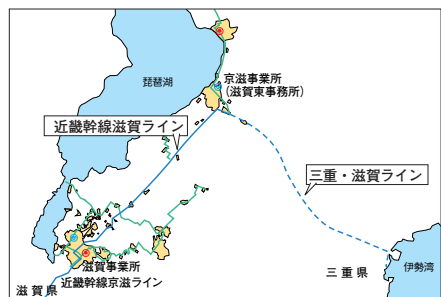 琵琶湖
京滋事業所
(滋賀東事務所)
近畿幹線滋賀ライン
三重・滋賀ライン
滋賀事業所
近畿幹線京滋ライン
滋賀県
三重県
伊勢湾